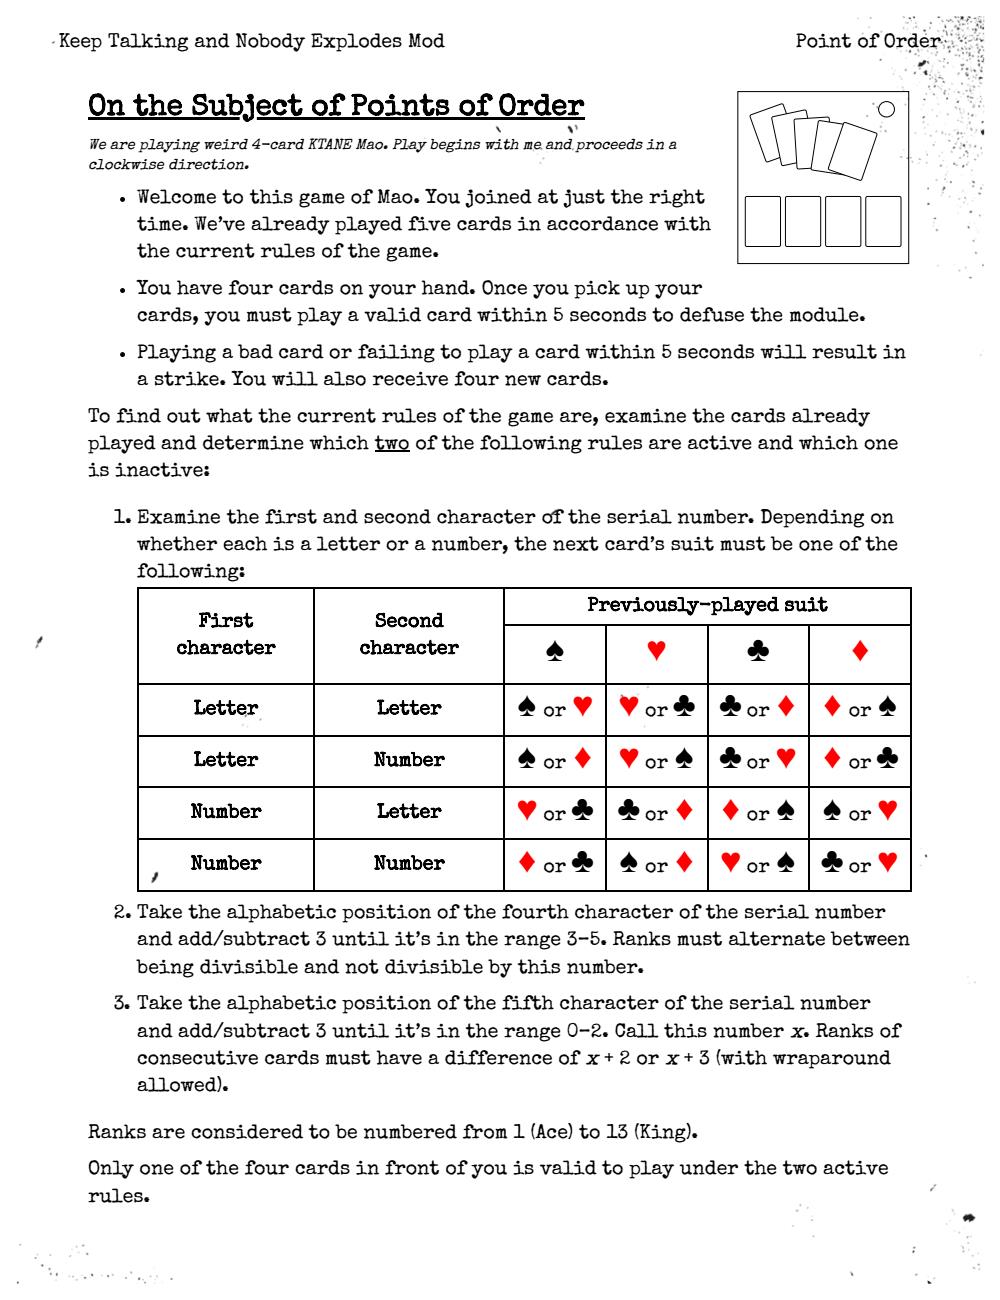 Keep Talking and Nobody Explodes Mod
Point of Order
On the Subject of Points of Order
We are playing weird 4-card KTANE Mao. Play begins with me and proceeds in a
clockwise direction.
• Welcome to this game of Mao. You joined at just the right
time. We’ve already played five cards in accordance with
the current rules of the game.
• You have four cards on your hand. Once you pick up your
cards, you must play a valid card within 5 seconds to defuse the module.
• Playing a bad card or failing to play a card within 5 seconds will result in
a strike. You will also receive four new cards.
To find out what the current rules of the game are, examine the cards already
played and determine which two of the following rules are active and which one
is inactive:
1. Examine the first and second character of the serial number. Depending on
whether each is a letter or a number, the next card’s suit must be one of the
following:
First
character
Second
character
Previously-played suit
♠ ♥ ♣ ♦
Letter Letter ♠ or ♥ ♥ or ♣ ♣ or ♦ ♦ or ♠
Letter Number ♠ or ♦ ♥ or ♠ ♣ or ♥ ♦ or ♣
Number Letter ♥ or ♣ ♣ or ♦ ♦ or ♠ ♠ or ♥
Number Number ♦ or ♣ ♠ or ♦ ♥ or ♠ ♣ or ♥
2. Take the alphabetic position of the fourth character of the serial number
and add/subtract 3 until it’s in the range 3–5. Ranks must alternate between
being divisible and not divisible by this number.
3. Take the alphabetic position of the fifth character of the serial number
and add/subtract 3 until it’s in the range 0–2. Call this number x. Ranks of
consecutive cards must have a difference of x + 2 or x + 3 (with wraparound
allowed).
Ranks are considered to be numbered from 1 (Ace) to 13 (King).
Only one of the four cards in front of you is valid to play under the two active
rules.